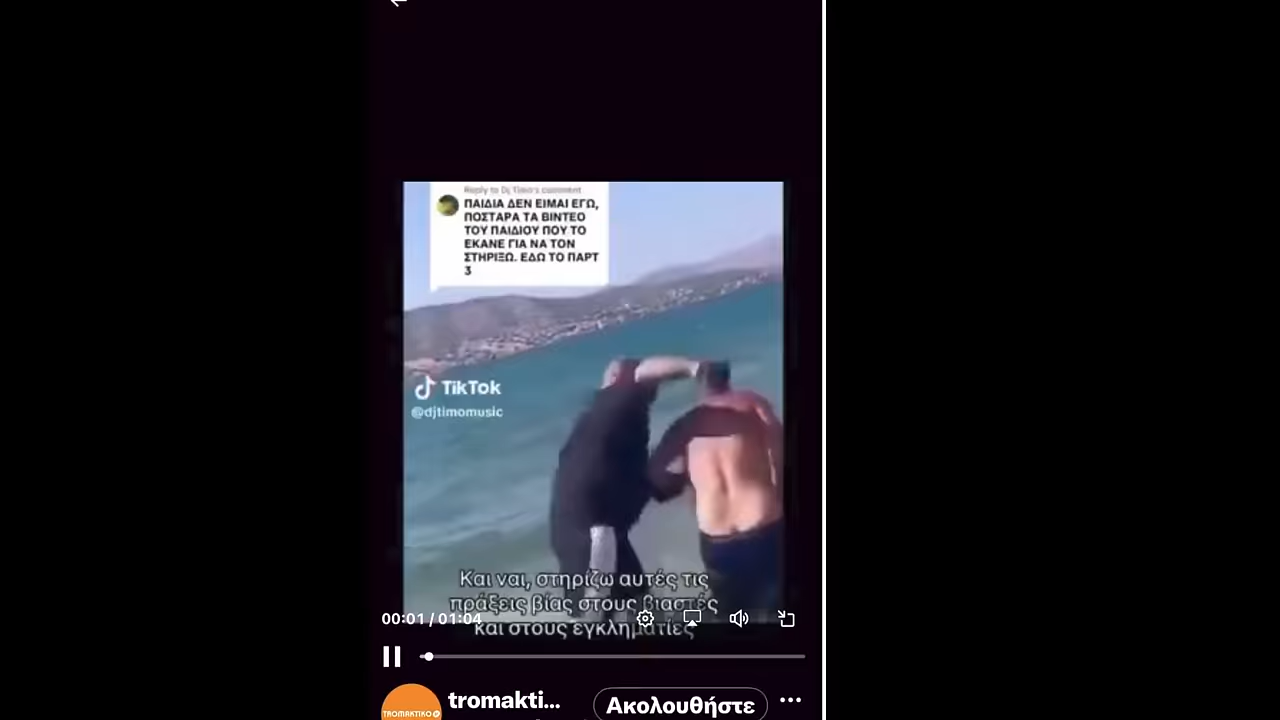 Reply to Dj Timo's comment
ΠΑΙΔΙΑ ΔΕΝ ΕΙΜΑΙ ΕΓΩ,
ΠΟΣΤΑΡΑ ΤΑ ΒΙΝΤΕΟ
ΤΟΥ ΠΑΙΔΙΟΥ ΠΟΥ ΤΟ
ΕΚΑΝΕ ΓΙΑ ΝΑ ΤΟΝ
ΣΤΗΡΙΞΩ. ΕΔΩ ΤΟ ΠΑΡΤ
3
TikTok
@djtimomusic
Και ναι, στηρίζω αυτές τις
πράξεις βίας στους βιαστές
και στους εγκληματίες
00:01 / 01:04
tromakti...
Ακολουθήστε
TROMAKTIKO